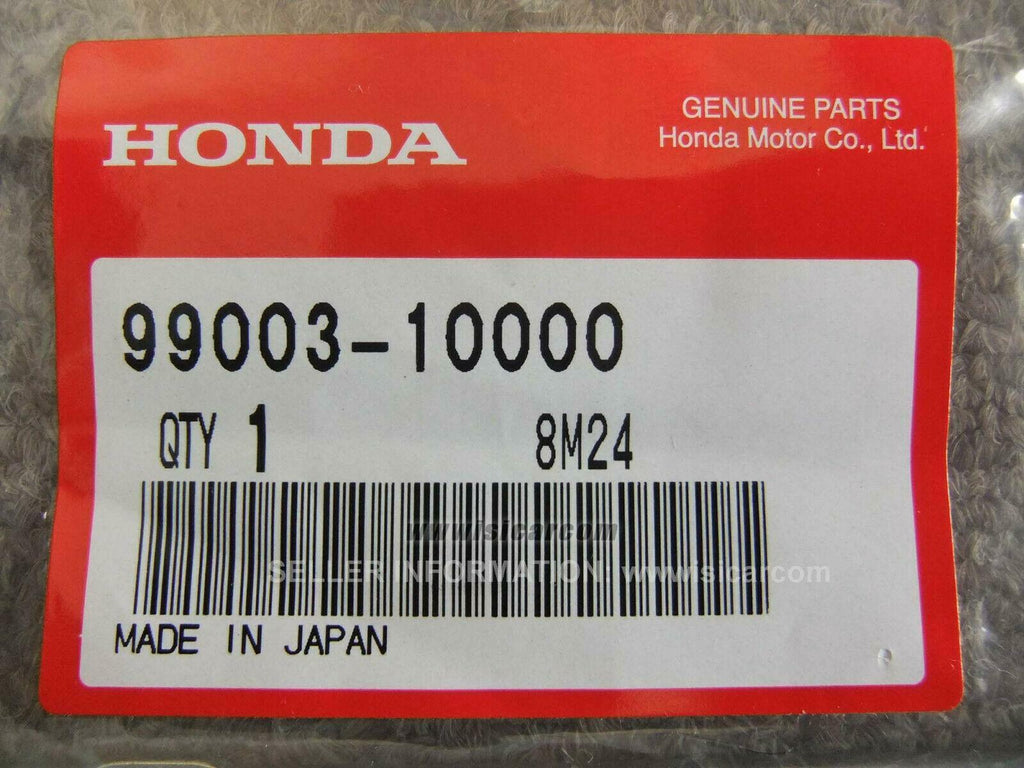 HONDA
GENUINE PARTS
Honda Motor Co., Ltd.
99003-10000
QTY 1 8M24
www.isicar.com
SELLER INFORMATION: www.isicar.com
MADE IN JAPAN